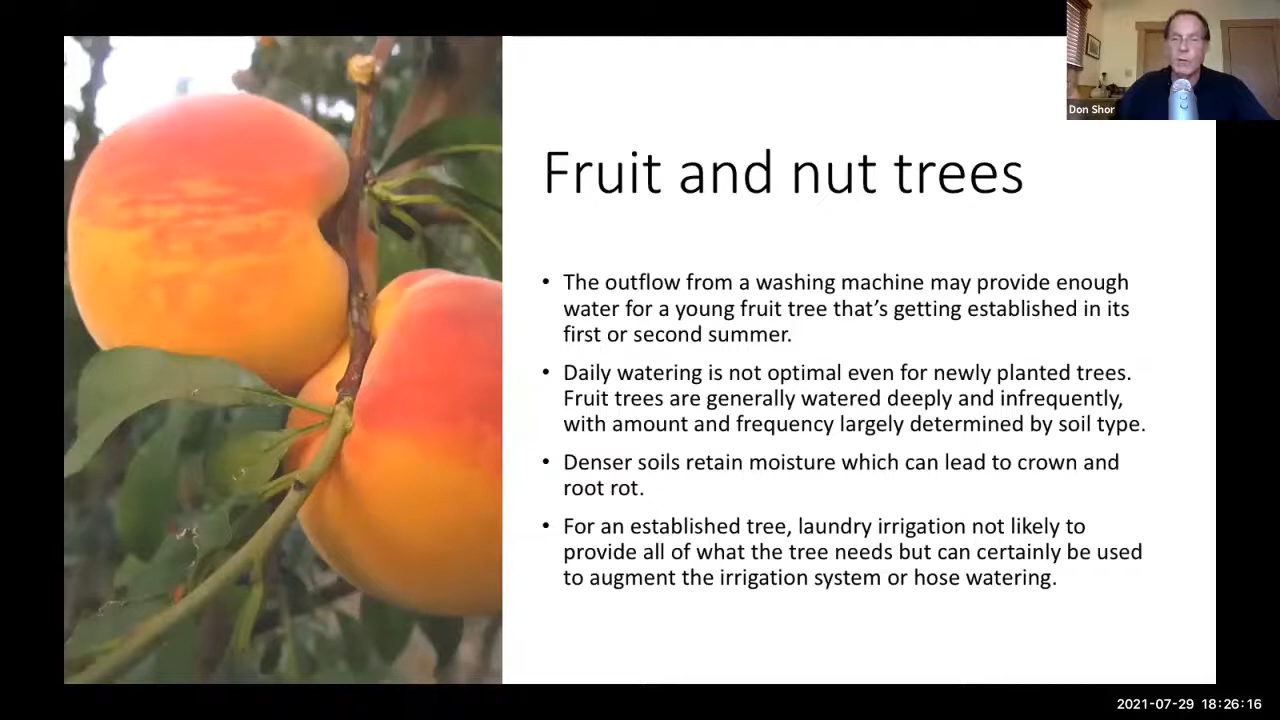 Don Shor
Fruit and nut trees
• The outflow from a washing machine may provide enough
water for a young fruit tree that’s getting established in its
first or second summer.
• Daily watering is not optimal even for newly planted trees.
Fruit trees are generally watered deeply and infrequently,
with amount and frequency largely determined by soil type.
• Denser soils retain moisture which can lead to crown and
root rot.
• For an established tree, laundry irrigation not likely to
provide all of what the tree needs but can certainly be used
to augment the irrigation system or hose watering.
2021-07-29 18:26:16